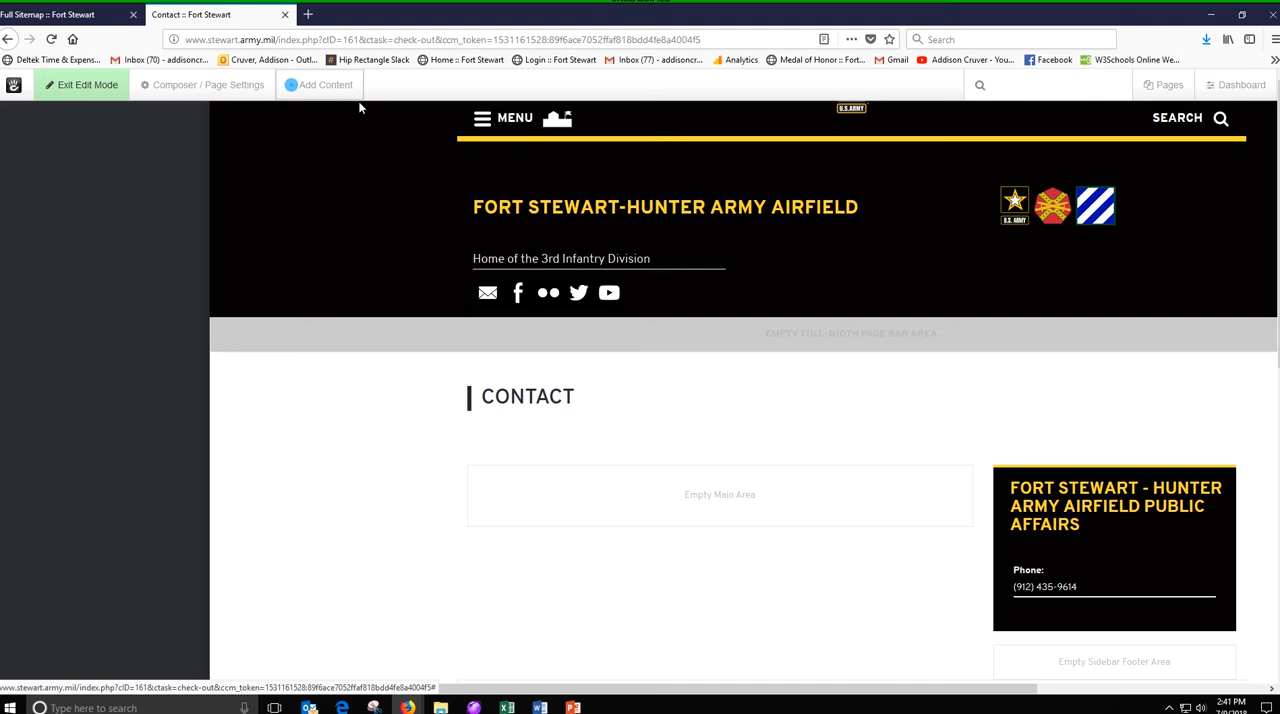 Full Sitemap :: Fort Stewart
Contact :: Fort Stewart
www.stewart.army.mil/index.php?cID=161&ctask=check-out&ccm_token=1531161528:89f6ace7052ffaf818bdd4fe8a4004f5
Search
Deltek Time & Expens...
Inbox (70) - addisoncr...
Cruver, Addison - Outl...
Hip Rectangle Slack
Home :: Fort Stewart
Login :: Fort Stewart
Inbox (77) - addisoncr...
Analytics
Medal of Honor :: Fort...
Gmail
Addison Cruver - You...
Facebook
W3Schools Online We...
Exit Edit Mode
Composer / Page Settings
Add Content
Pages
Dashboard
MENU
U.S.ARMY
SEARCH
FORT STEWART-HUNTER ARMY AIRFIELD
U.S. ARMY
Home of the 3rd Infantry Division
EMPTY FULL-WIDTH PAGE BAR AREA
CONTACT
Empty Main Area
FORT STEWART - HUNTER
ARMY AIRFIELD PUBLIC
AFFAIRS
Phone:
(912) 435-9614
Empty Sidebar Footer Area
www.stewart.army.mil/index.php?cID=161&ctask=check-out&ccm_token=1531161528:89f6ace7052ffaf818bdd4fe8a4004f5#
Type here to search
2:41 PM
7/9/2018